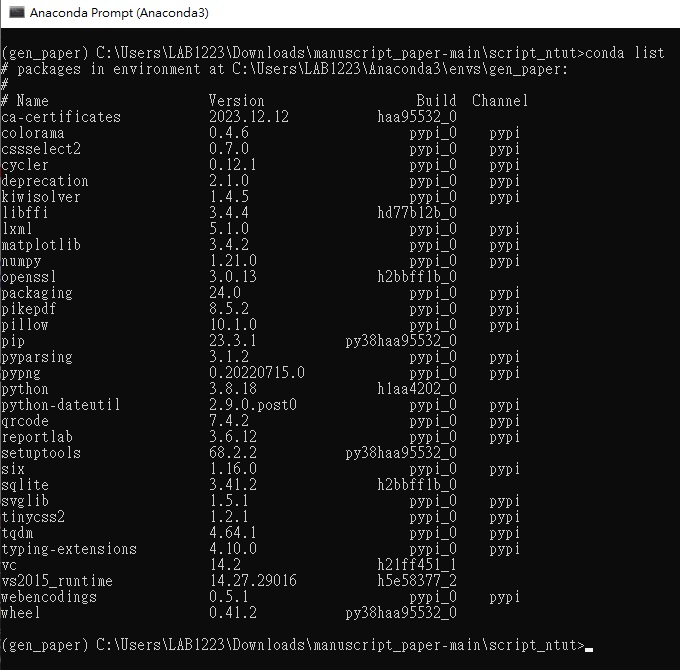 Anaconda Prompt (Anaconda3)
(gen_paper) C:\Users\LAB1223\Downloads\manuscript_paper-main\script_ntut>conda list
# packages in environment at C:\Users\LAB1223\Anaconda3\envs\gen_paper:
#
# Name                    Version                   Build  Channel
ca-certificates           2023.12.12           haa95532_0
colorama                  0.4.6                    pypi_0    pypi
cssselect2                0.7.0                    pypi_0    pypi
cycler                    0.12.1                   pypi_0    pypi
deprecation               2.1.0                    pypi_0    pypi
kiwisolver                1.4.5                    pypi_0    pypi
libffi                    3.4.4                hd77b12b_0
lxml                      5.1.0                    pypi_0    pypi
matplotlib                3.4.2                    pypi_0    pypi
numpy                     1.21.0                   pypi_0    pypi
openssl                   3.0.13               h2bbff1b_0
packaging                 24.0                     pypi_0    pypi
pikepdf                   8.5.2                    pypi_0    pypi
pillow                    10.1.0                   pypi_0    pypi
pip                       23.3.1           py38haa95532_0
pyparsing                 3.1.2                    pypi_0    pypi
pypng                     0.20220715.0             pypi_0    pypi
python                    3.8.18               h1aa4202_0
python-dateutil           2.9.0.post0              pypi_0    pypi
qrcode                    7.4.2                    pypi_0    pypi
reportlab                 3.6.12                   pypi_0    pypi
setuptools                68.2.2           py38haa95532_0
six                       1.16.0                   pypi_0    pypi
sqlite                    3.41.2               h2bbff1b_0
svglib                    1.5.1                    pypi_0    pypi
tinycss2                  1.2.1                    pypi_0    pypi
tqdm                      4.64.1                   pypi_0    pypi
typing-extensions         4.10.0                   pypi_0    pypi
vc                        14.2                 h21ff451_1
vs2015_runtime            14.27.29016          h5e58377_2
webencodings              0.5.1                    pypi_0    pypi
wheel                     0.41.2           py38haa95532_0
(gen_paper) C:\Users\LAB1223\Downloads\manuscript_paper-main\script_ntut>